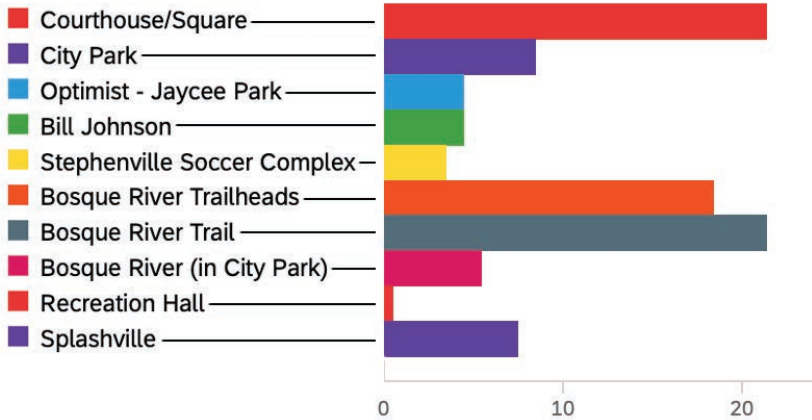 Courthouse/Square
City Park
Optimist - Jaycee Park
Bill Johnson
Stephenville Soccer Complex
Bosque River Trailheads
Bosque River Trail
Bosque River (in City Park)
Recreation Hall
Splashville
0 10 20